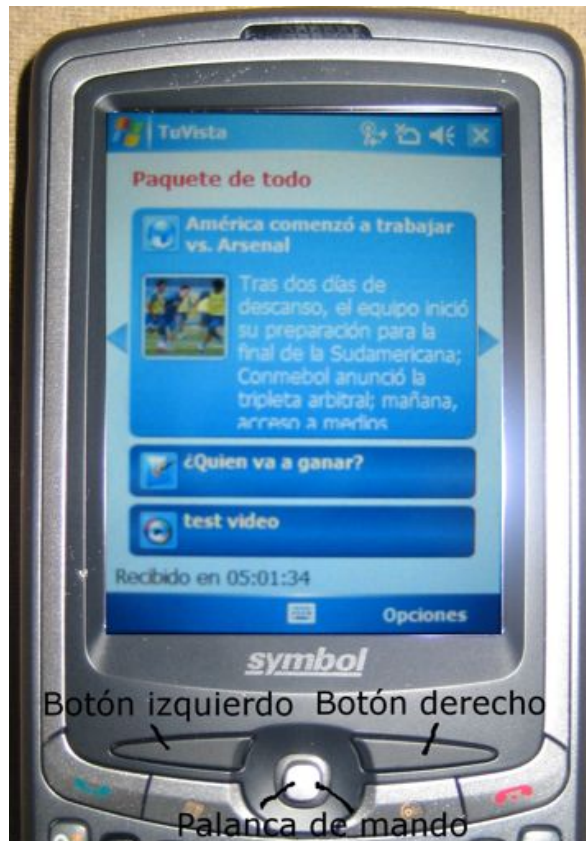 TuVista
Paquete de todo
América comenzó a trabajar
vs. Arsenal
Tras dos días de
descanso, el equipo inició
su preparación para la
final de la Sudamericana;
Conmebol anunció la
tripleta arbitral; mañana,
acceso a medios
¿Quien va a ganar?
test video
Recibido en 05:01:34
Opciones
symbol
Botón izquierdo Botón derecho
Palanca de mando